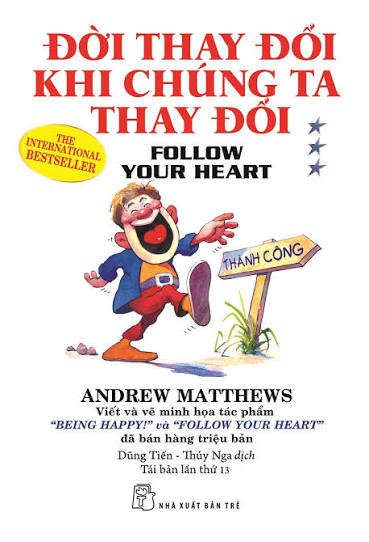 ĐỜI THAY ĐỔI
KHI CHÚNG TA
THAY ĐỔI
THE
INTERNATIONAL
BESTSELLER
FOLLOW
YOUR HEART
THÀNH CÔNG
ANDREW MATTHEWS
Viết và vẽ minh họa tác phẩm
“BEING HAPPY!” và “FOLLOW YOUR HEART”
đã bán hàng triệu bản
Dũng Tiến - Thúy Nga dịch
Tái bản lần thứ 13
NHÀ XUẤT BẢN TRẺ